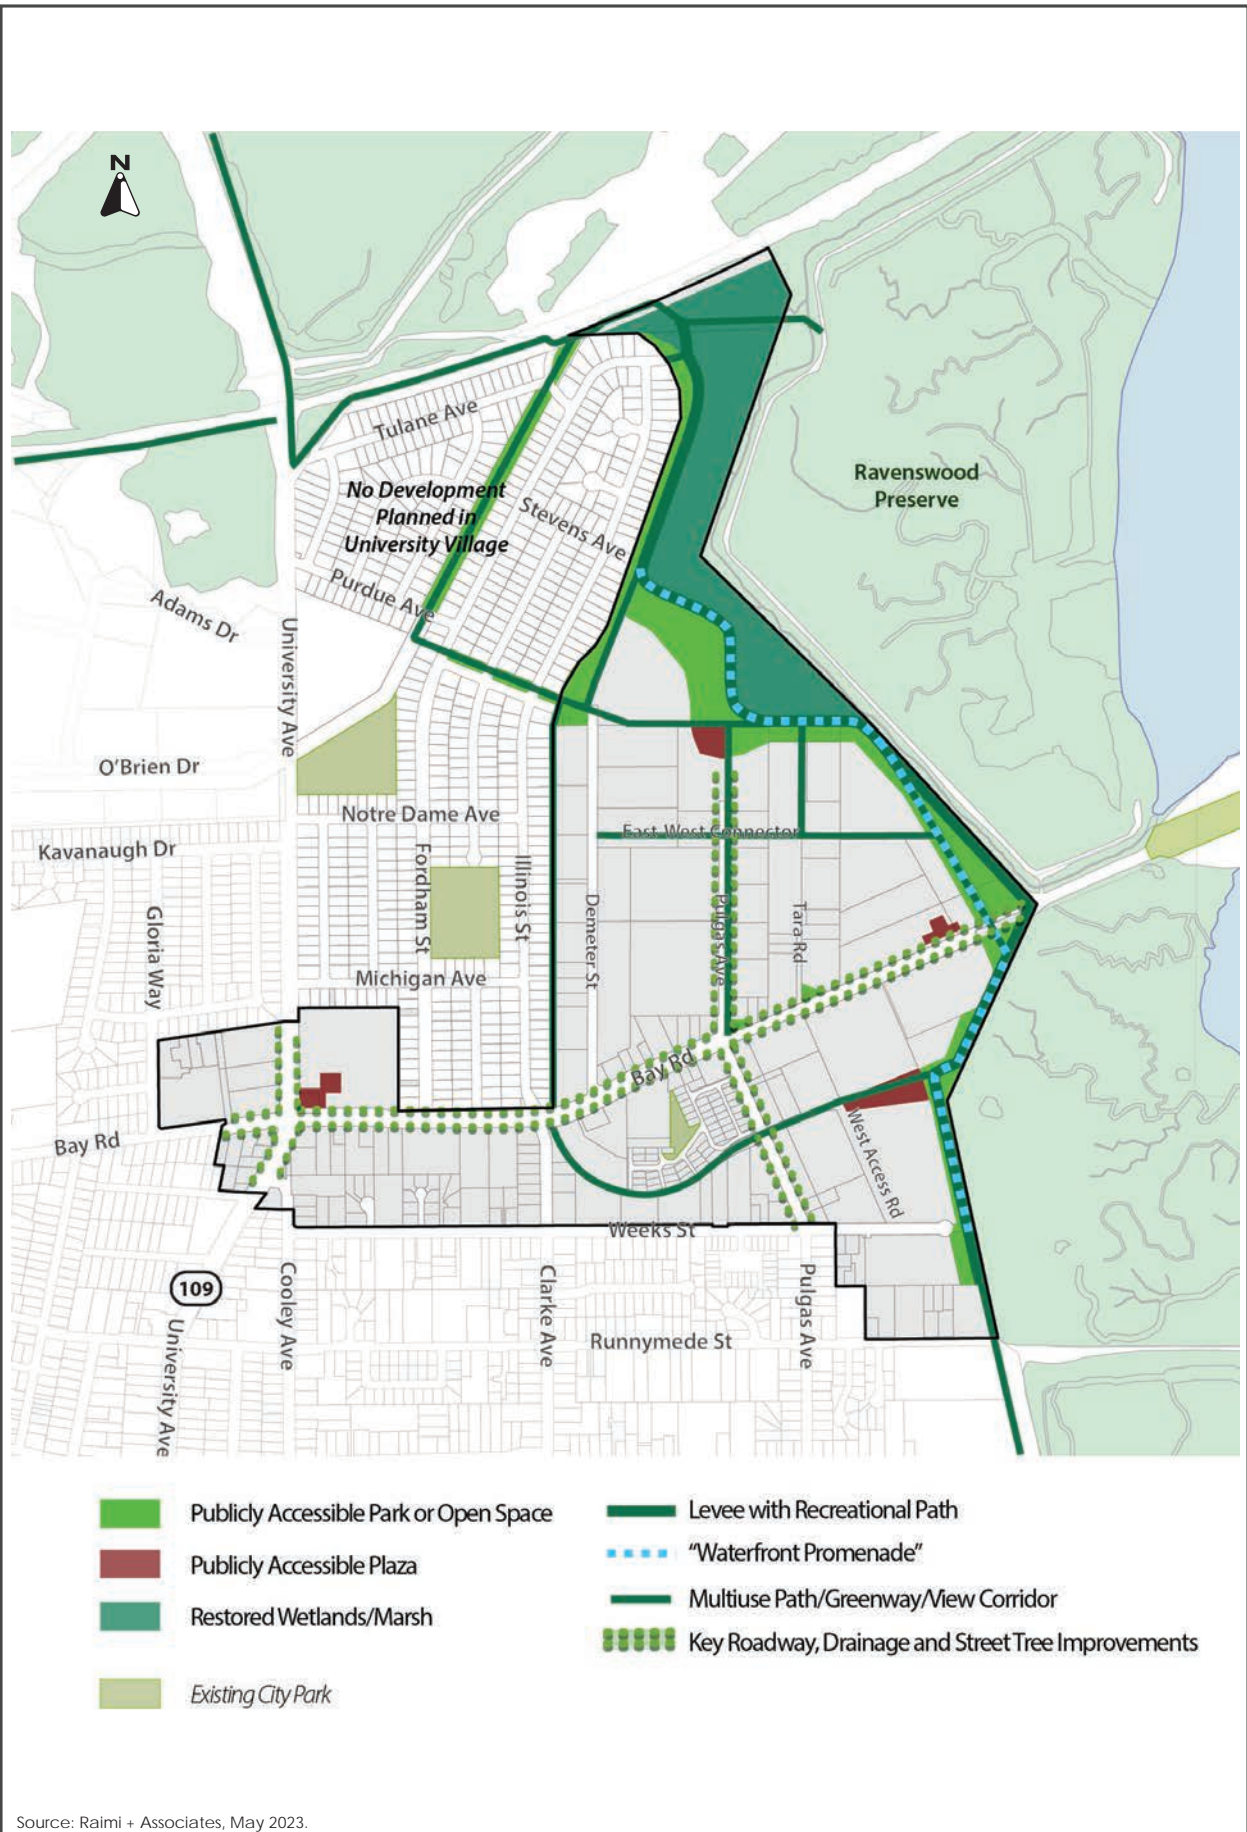 N
Tulane Ave
No Development
Planned in
University Village
Stevens Ave
Ravenswood
Preserve
Purdue Ave
Adams Dr
University Ave
O'Brien Dr
Notre Dame Ave
Kavanaugh Dr
East-West Connector
Fordham St
Illinois St
Gloria Way
Demeter St
Pulgas Ave
Tara Rd
Michigan Ave
Bay Rd
Bay Rd
West Access Rd
Weeks St
109
Cooley Ave
Clarke Ave
Pulgas Ave
University Ave
Runnymede St
Publicly Accessible Park or Open Space
Publicly Accessible Plaza
Restored Wetlands/Marsh
Existing City Park
Levee with Recreational Path
"Waterfront Promenade"
Multiuse Path/Greenway/View Corridor
Key Roadway, Drainage and Street Tree Improvements
Source: Raimi + Associates, May 2023.